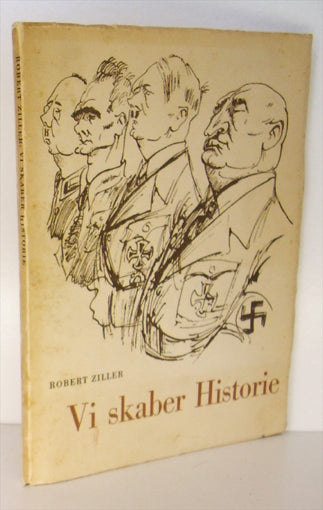 ROBERT ZILLER VI SKABER HISTORIE
ROBERT ZILLER
Vi skaber Historie